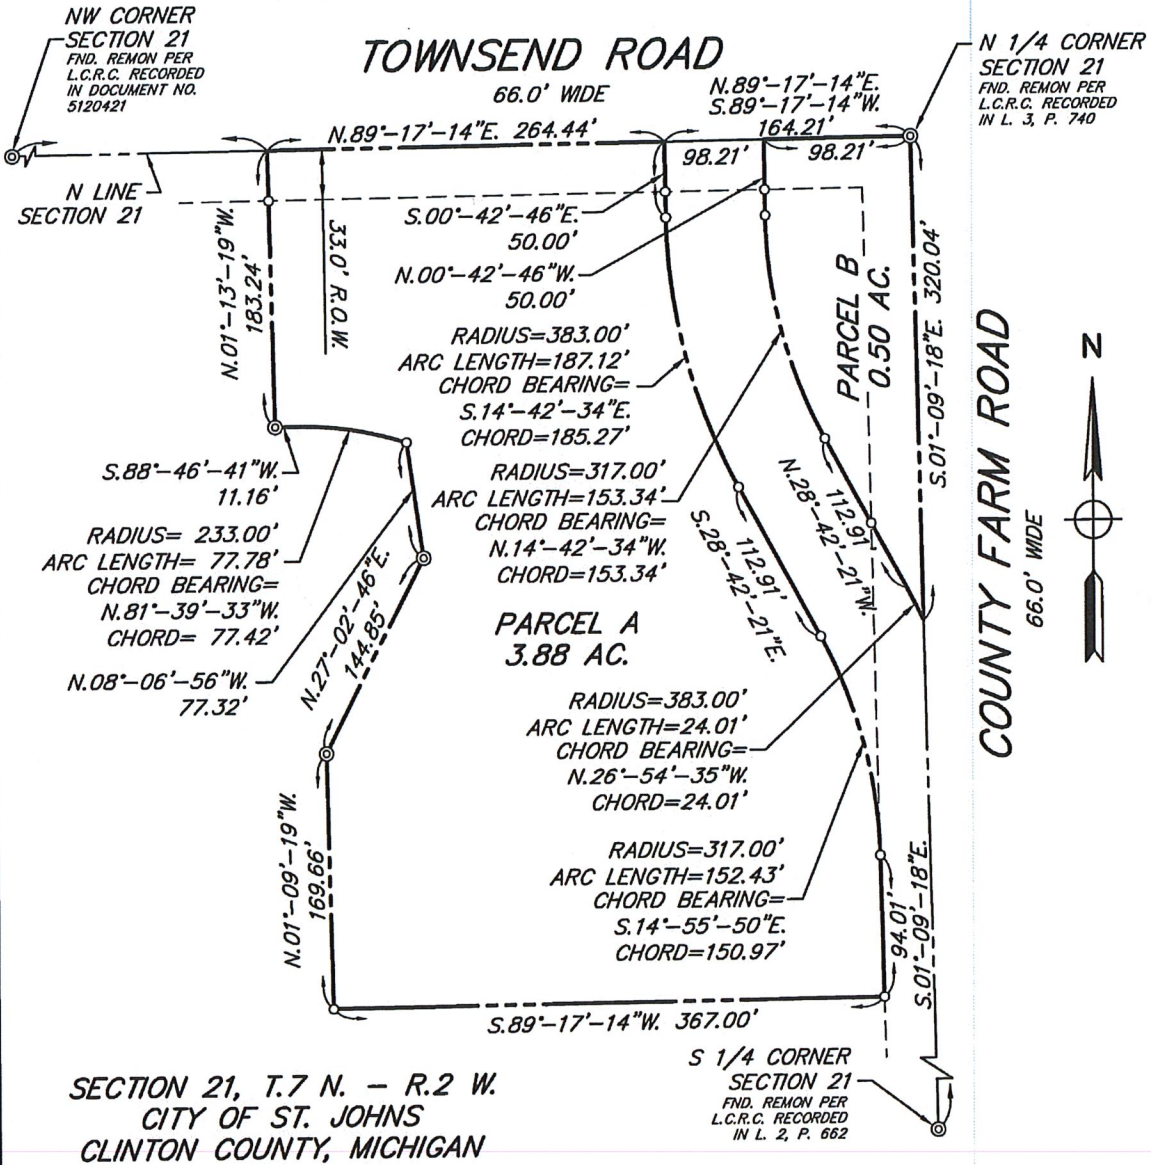 NW CORNER
SECTION 21
FND. REMON PER
L.C.R.C. RECORDED
IN DOCUMENT NO.
5120421
TOWNSEND ROAD
66.0' WIDE
N 1/4 CORNER
SECTION 21
FND. REMON PER
L.C.R.C. RECORDED
IN L. 3, P. 740
N.89°-17'-14"E.
S.89°-17'-14"W.
164.21'
N.89°-17'-14"E. 264.44'
98.21'
98.21'
N LINE
SECTION 21
33.0' R.O.W.
N.01°-13'-19"W.
183.24'
S.00°-42'-46"E.
50.00'
N.00°-42'-46"W.
50.00'
RADIUS=383.00'
ARC LENGTH=187.12'
CHORD BEARING=
S.14°-42'-34"E.
CHORD=185.27'
RADIUS=317.00'
ARC LENGTH=153.34'
CHORD BEARING=
N.14°-42'-34"W.
CHORD=153.34'
PARCEL B
0.50 AC.
S.01°-09'-18"E. 320.04'
COUNTY FARM ROAD
66.0' WIDE
N
S.88°-46'-41"W.
11.16'
RADIUS= 233.00'
ARC LENGTH= 77.78'
CHORD BEARING=
N.81°-39'-33"W.
CHORD= 77.42'
N.08°-06'-56"W.
77.32'
N.27°-02'-46"E.
144.85'
112.91'
S.28°-42'-21"E.
112.91'
N.28°-42'-21"W.
PARCEL A
3.88 AC.
RADIUS=383.00'
ARC LENGTH=24.01'
CHORD BEARING=
N.26°-54'-35"W.
CHORD=24.01'
RADIUS=317.00'
ARC LENGTH=152.43'
CHORD BEARING=
S.14°-55'-50"E.
CHORD=150.97'
N.01°-09'-19"W.
169.66'
94.01'
S.01°-09'-18"E.
S.89°-17'-14"W. 367.00'
S 1/4 CORNER
SECTION 21
FND. REMON PER
L.C.R.C. RECORDED
IN L. 2, P. 662
SECTION 21, T.7 N. – R.2 W.
CITY OF ST. JOHNS
CLINTON COUNTY, MICHIGAN